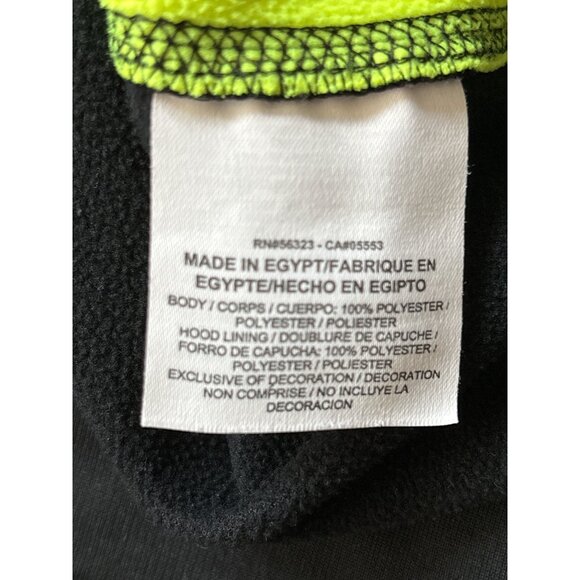 RN#56323 - CA#05553
MADE IN EGYPT/FABRIQUE EN
EGYPTE/HECHO EN EGIPTO
BODY / CORPS / CUERPO: 100% POLYESTER /
POLYESTER / POLIESTER
HOOD LINING / DOUBLURE DE CAPUCHE /
FORRO DE CAPUCHA: 100% POLYESTER /
POLYESTER / POLIESTER
EXCLUSIVE OF DECORATION / DECORATION
NON COMPRISE / NO INCLUYE LA
DECORACION